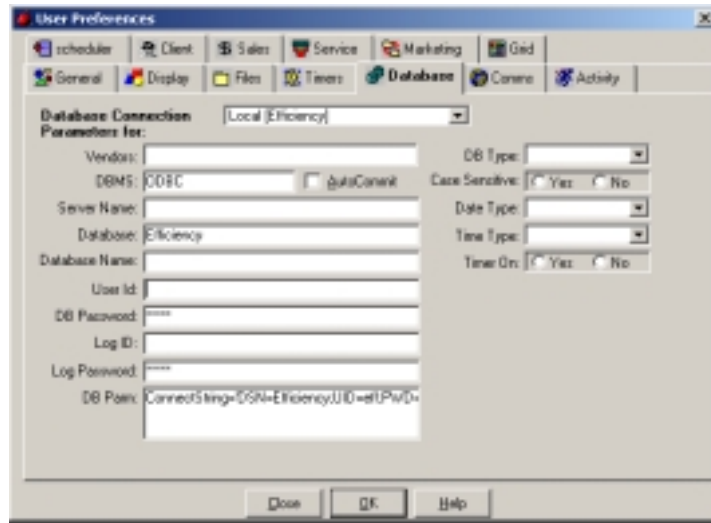 User Preferences
scheduler Client Sales Service Marketing Grid
General Display Files Timers Database Comms Activity
Database Connection Parameters for: Local (Efficiency)
Vendors: DB Type:
DBMS: ODBC AutoCommit Case Sensitive: Yes No
Server Name: Date Type:
Database: Efficiency Time Type:
Database Name: Timer On: Yes No
User Id:
DB Password: *****
Log ID:
Log Password: *****
DB Parm: ConnectString='DSN=Efficiency;UID=eff;PWD=
Close OK Help